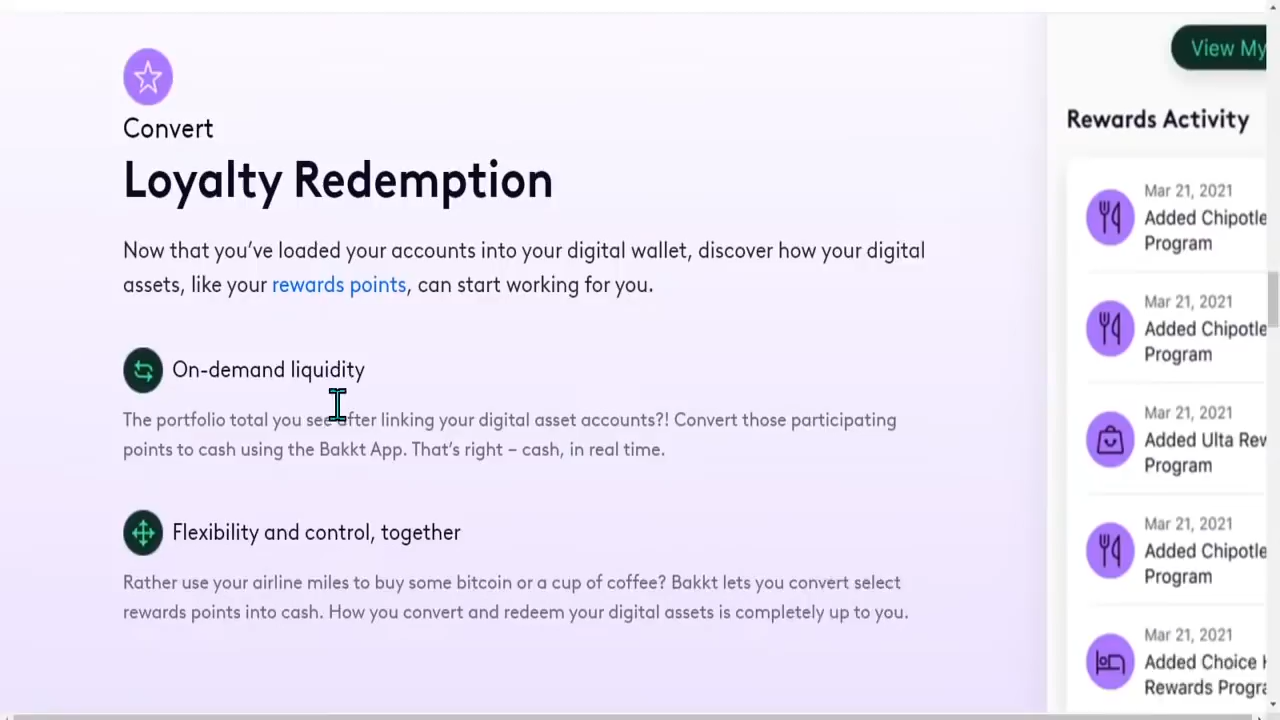 Convert
Loyalty Redemption
Now that you’ve loaded your accounts into your digital wallet, discover how your digital
assets, like your rewards points, can start working for you.
On-demand liquidity
The portfolio total you see after linking your digital asset accounts?! Convert those participating
points to cash using the Bakkt App. That’s right – cash, in real time.
Flexibility and control, together
Rather use your airline miles to buy some bitcoin or a cup of coffee? Bakkt lets you convert select
rewards points into cash. How you convert and redeem your digital assets is completely up to you.
View My
Rewards Activity
Mar 21, 2021
Added Chipotle
Program
Mar 21, 2021
Added Chipotle
Program
Mar 21, 2021
Added Ulta Rew
Program
Mar 21, 2021
Added Chipotle
Program
Mar 21, 2021
Added Choice
Rewards Progra